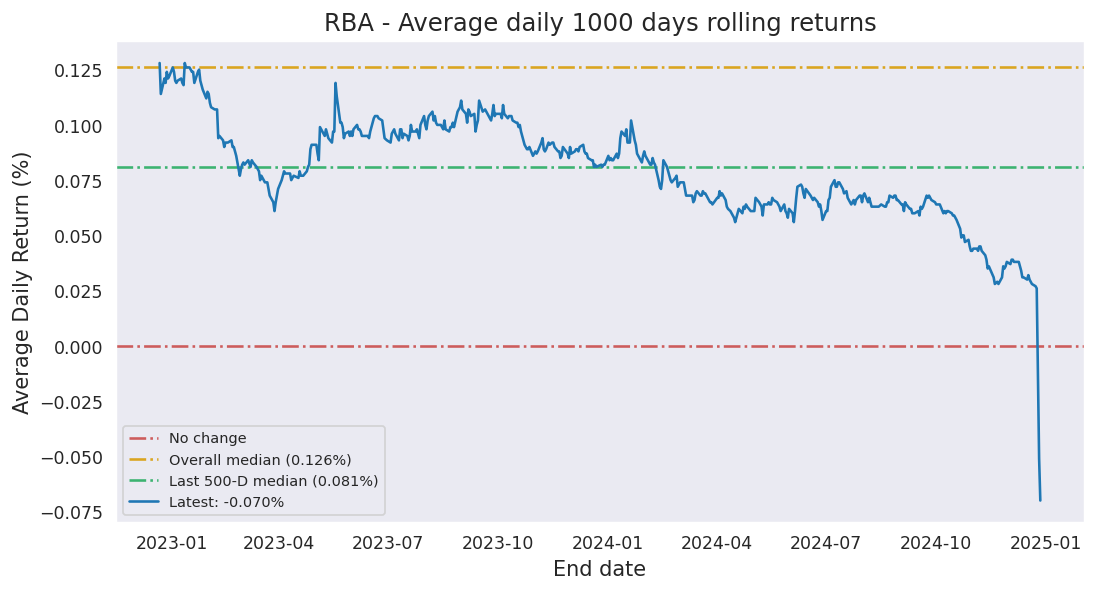 RBA - Average daily 1000 days rolling returns
Average Daily Return (%)
0.125
0.100
0.075
0.050
0.025
0.000
−0.025
−0.050
−0.075
No change
Overall median (0.126%)
Last 500-D median (0.081%)
Latest: -0.070%
2023-01 2023-04 2023-07 2023-10 2024-01 2024-04 2024-07 2024-10 2025-01
End date